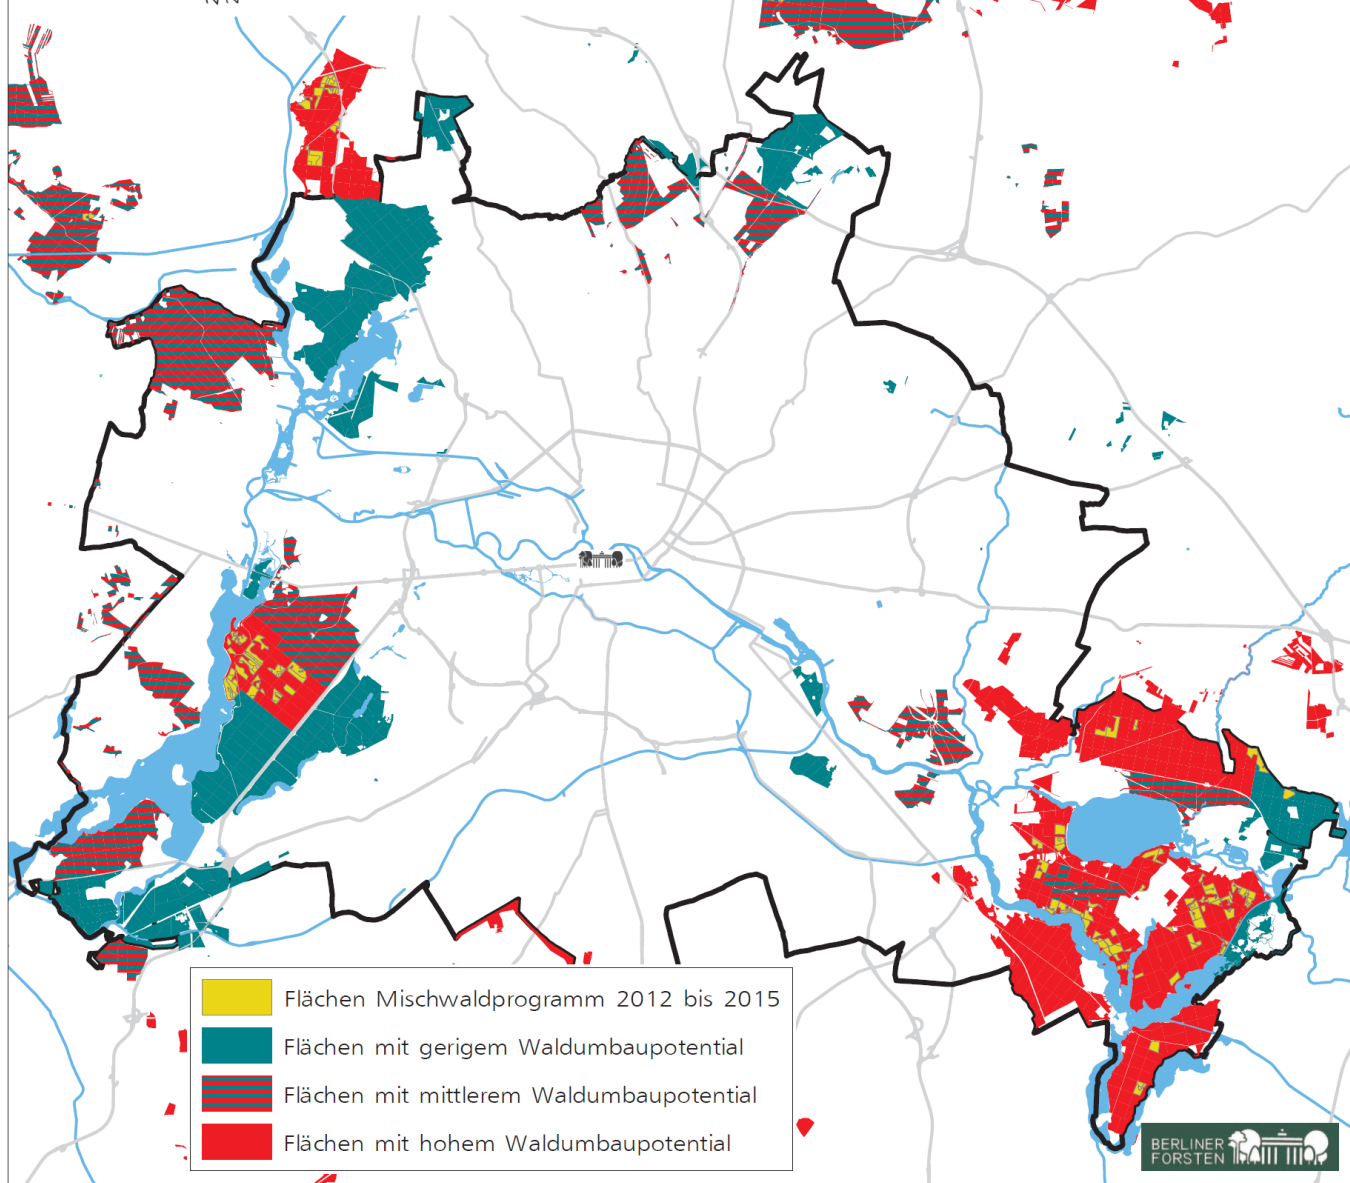 Flächen Mischwaldprogramm 2012 bis 2015
Flächen mit gerigem Waldumbaupotential
Flächen mit mittlerem Waldumbaupotential
Flächen mit hohem Waldumbaupotential
BERLINER
FORSTEN